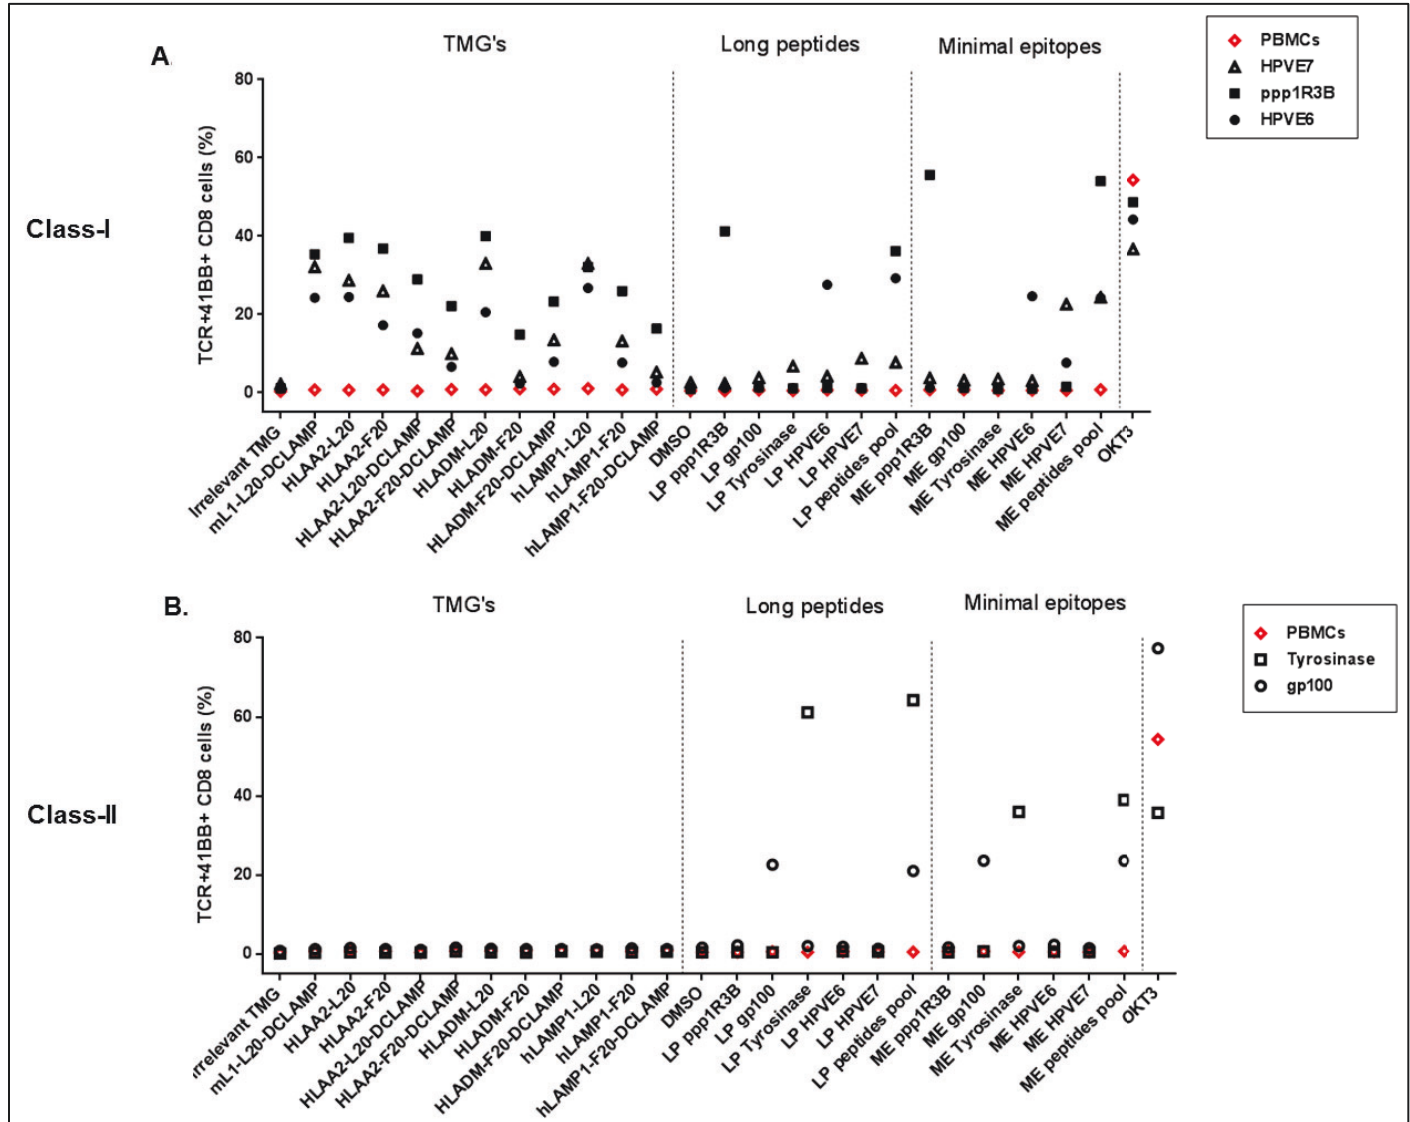 A.
TMG's
Long peptides
Minimal epitopes
PBMCs
HPVE7
ppp1R3B
HPVE6
Class-I
TCR+41BB+ CD8 cells (%)
80
60
40
20
0
Irrelevant TMG
mL1-L20-DCLAMP
HLAA2-L20
HLAA2-F20
HLAA2-L20-DCLAMP
HLAA2-F20-DCLAMP
HLADM-L20
HLADM-F20
HLADM-F20-DCLAMP
hLAMP1-L20
hLAMP1-F20
hLAMP1-F20-DCLAMP
DMSO
LP ppp1R3B
LP gp100
LP Tyrosinase
LP HPVE6
LP HPVE7
LP peptides pool
ME ppp1R3B
ME gp100
ME Tyrosinase
ME HPVE6
ME HPVE7
ME peptides pool
OKT3
B.
TMG's
Long peptides
Minimal epitopes
PBMCs
Tyrosinase
gp100
Class-II
TCR+41BB+ CD8 cells (%)
80
60
40
20
0
rrelevant TMG
mL1-L20-DCLAMP
HLAA2-L20
HLAA2-F20
HLAA2-L20-DCLAMP
HLAA2-F20-DCLAMP
HLADM-L20
HLADM-F20
HLADM-F20-DCLAMP
hLAMP1-L20
hLAMP1-F20
hLAMP1-F20-DCLAMP
DMSO
LP ppp1R3B
LP gp100
LP Tyrosinase
LP HPVE6
LP HPVE7
LP peptides pool
ME ppp1R3B
ME gp100
ME Tyrosinase
ME HPVE6
ME HPVE7
ME peptides pool
OKT3